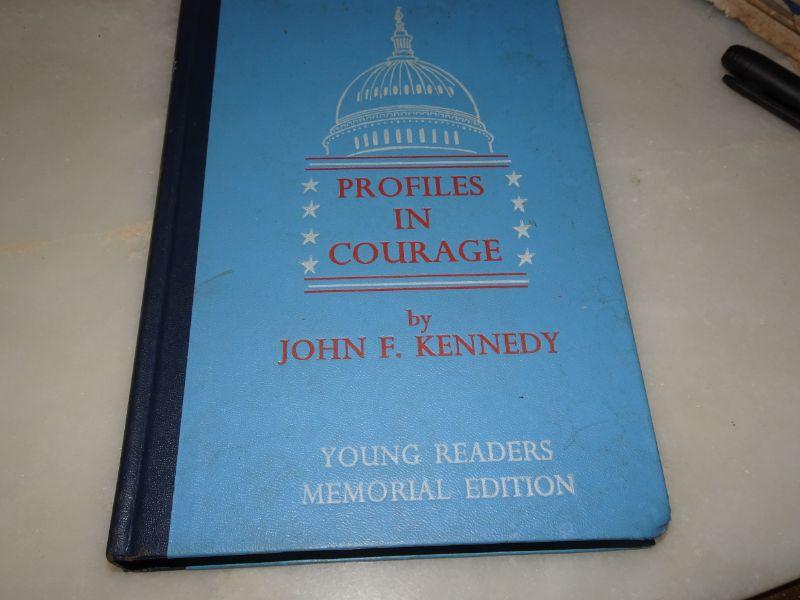 PROFILES
IN
COURAGE
by
JOHN F. KENNEDY
YOUNG READERS
MEMORIAL EDITION